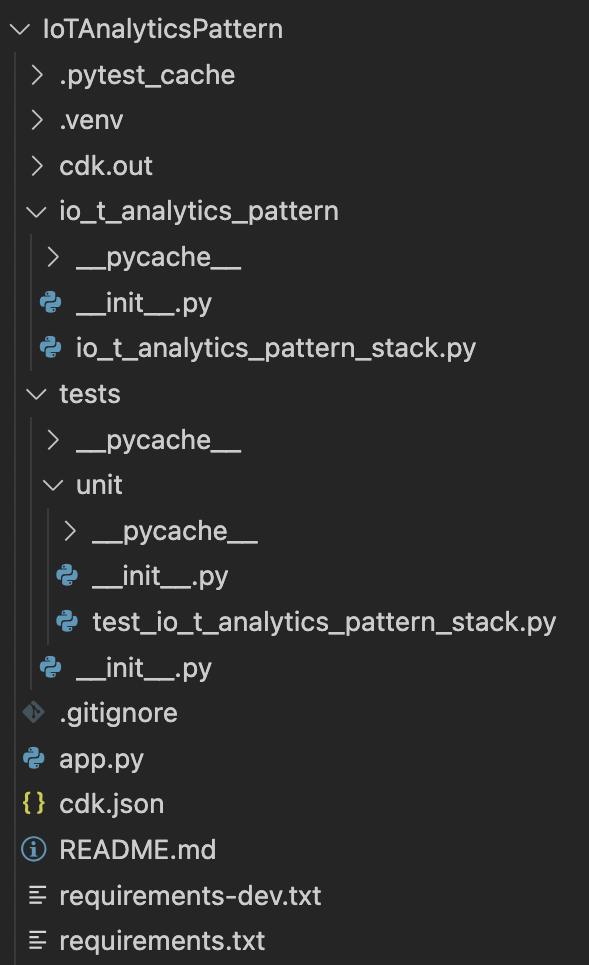 IoTAnalyticsPattern
.pytest_cache
.venv
cdk.out
io_t_analytics_pattern
__pycache__
__init__.py
io_t_analytics_pattern_stack.py
tests
__pycache__
unit
__pycache__
__init__.py
test_io_t_analytics_pattern_stack.py
__init__.py
.gitignore
app.py
cdk.json
README.md
requirements-dev.txt
requirements.txt